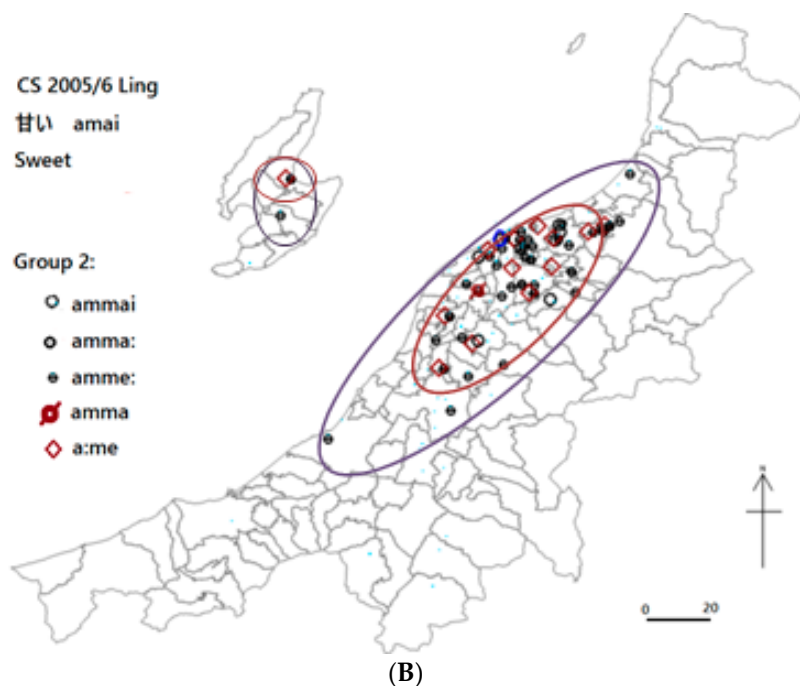 CS 2005/6 Ling
甘い amai
Sweet
Group 2:
ammai
amma:
amme:
amma
a:me
N
0 20
(B)